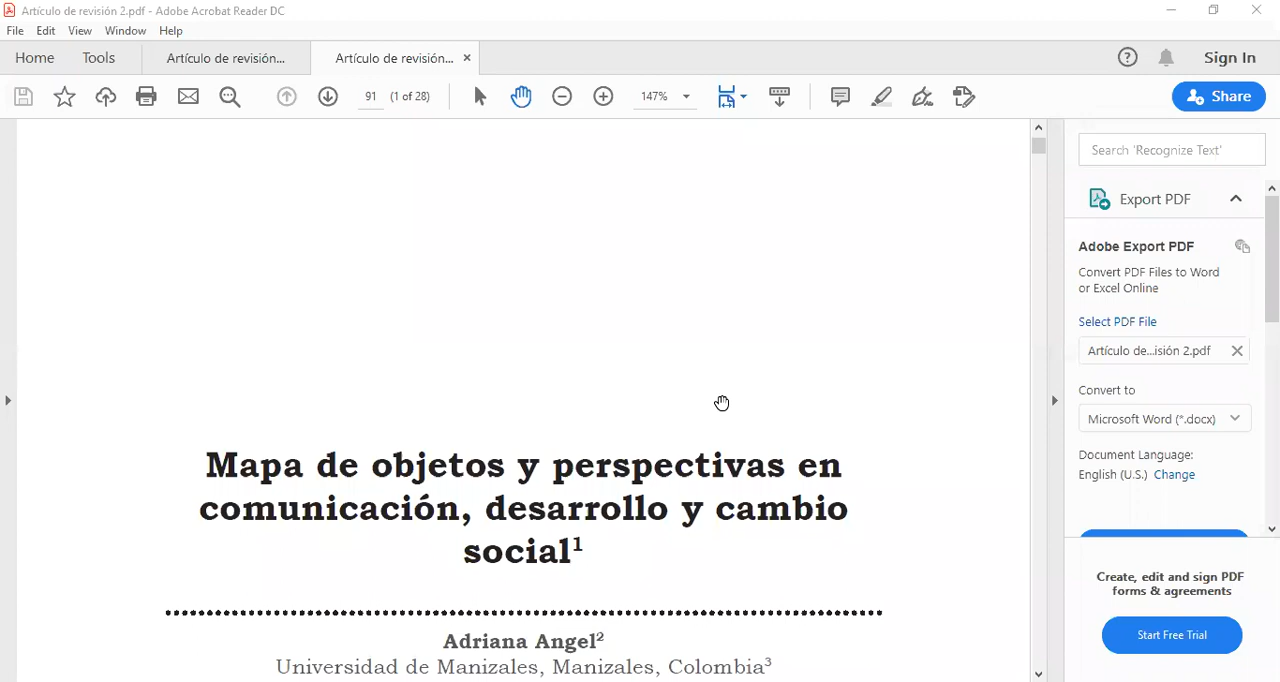 Artículo de revisión 2.pdf - Adobe Acrobat Reader DC
File Edit View Window Help
Home Tools Artículo de revisión... Artículo de revisión... × Sign In
91 (1 of 28) 147% Share
Search 'Recognize Text'
Export PDF
Adobe Export PDF
Convert PDF Files to Word
or Excel Online
Select PDF File
Artículo de...isión 2.pdf
Convert to
Microsoft Word (*.docx)
Document Language:
English (U.S.) Change
Create, edit and sign PDF
forms & agreements
Start Free Trial
Mapa de objetos y perspectivas en
comunicación, desarrollo y cambio
social¹
Adriana Angel²
Universidad de Manizales, Manizales, Colombia³